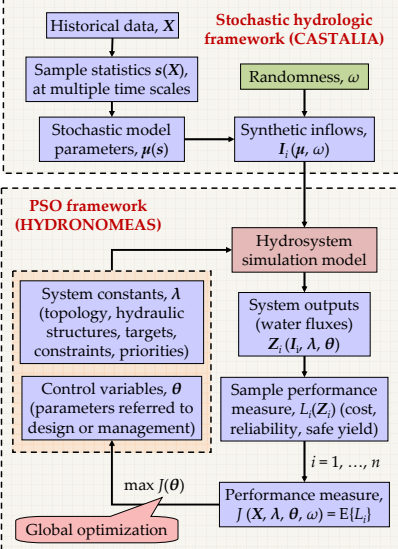 Historical data, X
Stochastic hydrologic
framework (CASTALIA)
Sample statistics s(X),
at multiple time scales
Randomness, ω
Stochastic model
parameters, μ(s)
Synthetic inflows,
Iᵢ (μ, ω)
PSO framework
(HYDRONOMEAS)
Hydrosystem
simulation model
System constants, λ
(topology, hydraulic
structures, targets,
constraints, priorities)
System outputs
(water fluxes)
Zᵢ (Iᵢ, λ, θ)
Control variables, θ
(parameters referred to
design or management)
Sample performance
measure, Lᵢ(Zᵢ) (cost,
reliability, safe yield)
i = 1, …, n
max J(θ)
Performance measure,
J (X, λ, θ, ω) = E{Lᵢ}
Global optimization